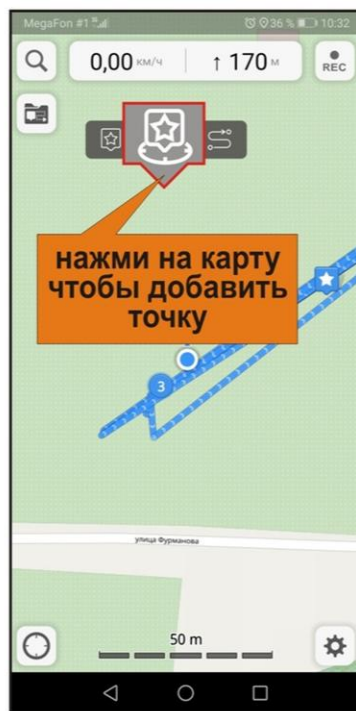 MegaFon #1
36 % 10:32
0,00 км/ч
↑ 170 м
REC
нажми на карту
чтобы добавить
точку
3
улица Фурманова
50 m